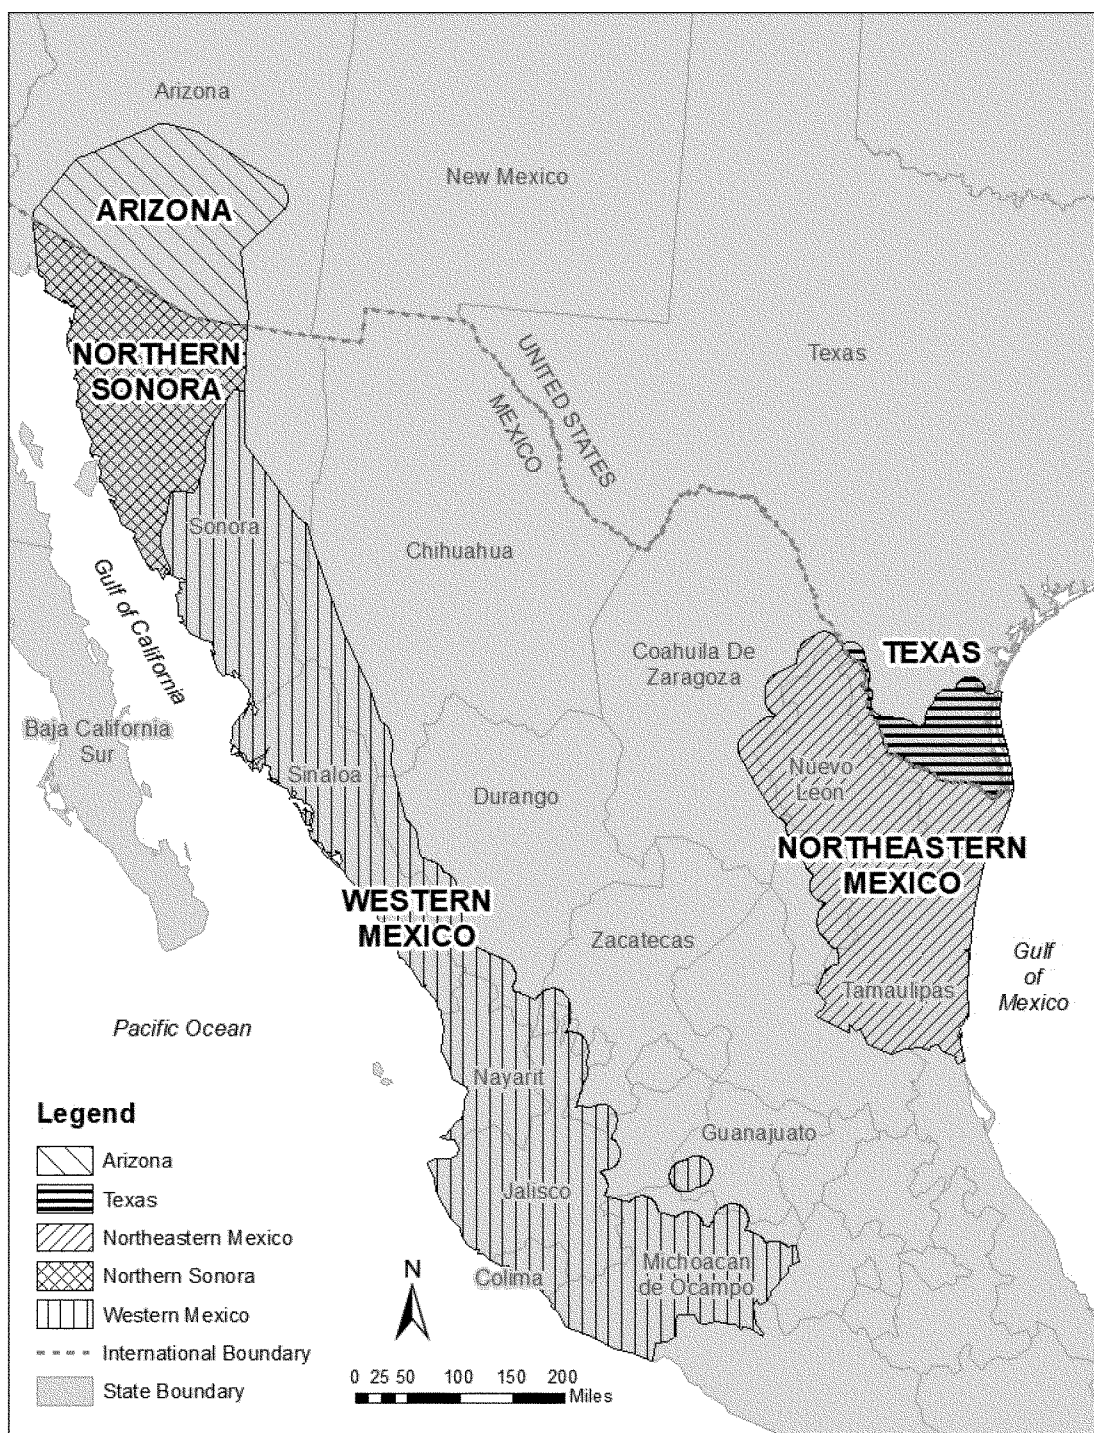 Arizona
New Mexico
ARIZONA
NORTHERN
SONORA
UNITED STATES
MEXICO
Texas
Sonora
Chihuahua
Gulf of California
Coahuila De
Zaragoza
TEXAS
Baja California
Sur
Sinaloa
Durango
Nuevo
Leon
NORTHEASTERN
MEXICO
WESTERN
MEXICO
Zacatecas
Gulf
of
Mexico
Tamaulipas
Pacific Ocean
Nayarit
Guanajuato
Jalisco
Michoacan
de Ocampo
Colima
Legend
Arizona
Texas
Northeastern Mexico
Northern Sonora
Western Mexico
International Boundary
State Boundary
N
0 25 50 100 150 200
Miles